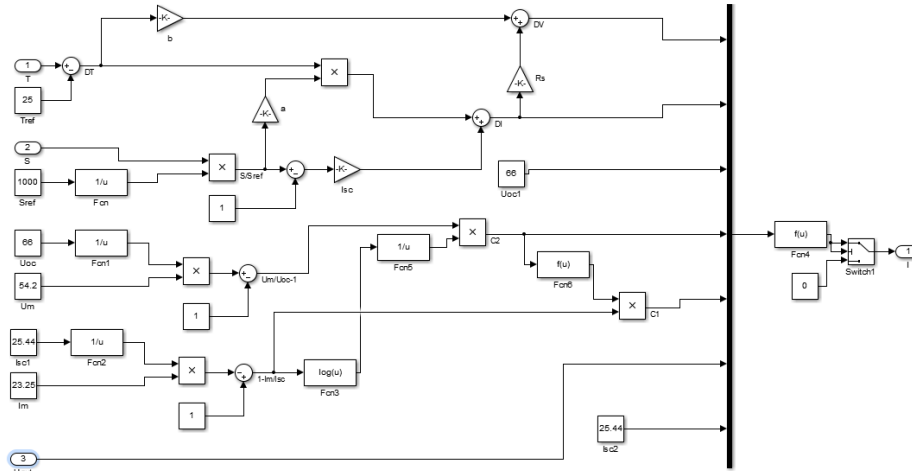 -K-
b
DV
1
T
DT
-K-
Rs
25
Tref
-K-
a
DI
2
S
S/Sref
-K-
Isc
1000
Sref
1/u
Fcn
1
66
Uoc1
66
Uoc
1/u
Fcn1
1/u
Fcn5
C2
f(u)
Fcn6
f(u)
Fcn4
Switch1
1
I
0
54.2
Um
Um/Uoc-1
1
C1
25.44
Isc1
1/u
Fcn2
1-Im/Isc
log(u)
Fcn3
23.25
Im
1
25.44
Isc2
3